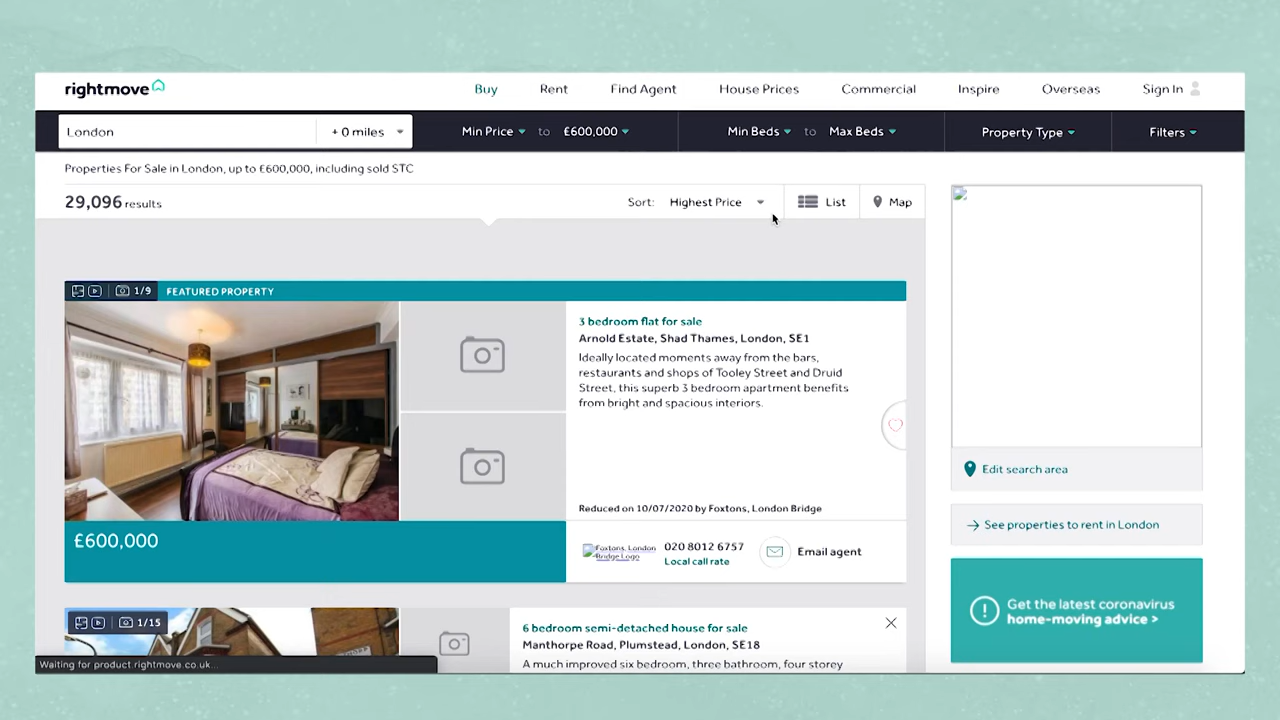 rightmove
Buy Rent Find Agent House Prices Commercial Inspire Overseas Sign In
London + 0 miles Min Price to £600,000 Min Beds to Max Beds Property Type Filters
Properties For Sale in London, up to £600,000, including sold STC
29,096 results Sort: Highest Price List Map
1/9 FEATURED PROPERTY
3 bedroom flat for sale
Arnold Estate, Shad Thames, London, SE1
Ideally located moments away from the bars,
restaurants and shops of Tooley Street and Druid
Street, this superb 3 bedroom apartment benefits
from bright and spacious interiors.
Reduced on 10/07/2020 by Foxtons, London Bridge
£600,000
Foxtons, London
Bridge Logo
020 8012 6757
Local call rate
Email agent
1/15
6 bedroom semi-detached house for sale
Manthorpe Road, Plumstead, London, SE18
A much improved six bedroom, three bathroom, four storey
Edit search area
See properties to rent in London
Get the latest coronavirus
home-moving advice >
Waiting for product.rightmove.co.uk...